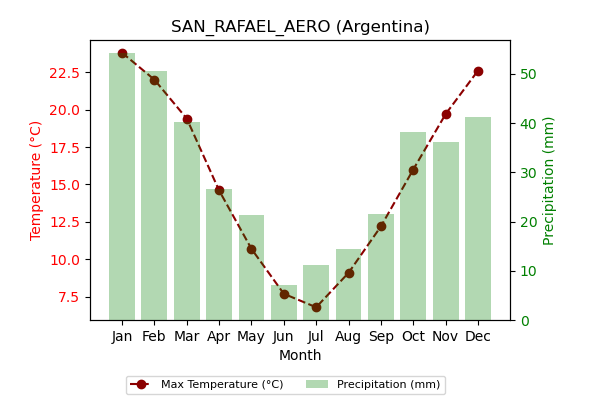 SAN_RAFAEL_AERO (Argentina)
Temperature (°C)
22.5
20.0
17.5
15.0
12.5
10.0
7.5
50
40
30
20
10
0
Precipitation (mm)
Jan Feb Mar Apr May Jun Jul Aug Sep Oct Nov Dec
Month
Max Temperature (°C) Precipitation (mm)